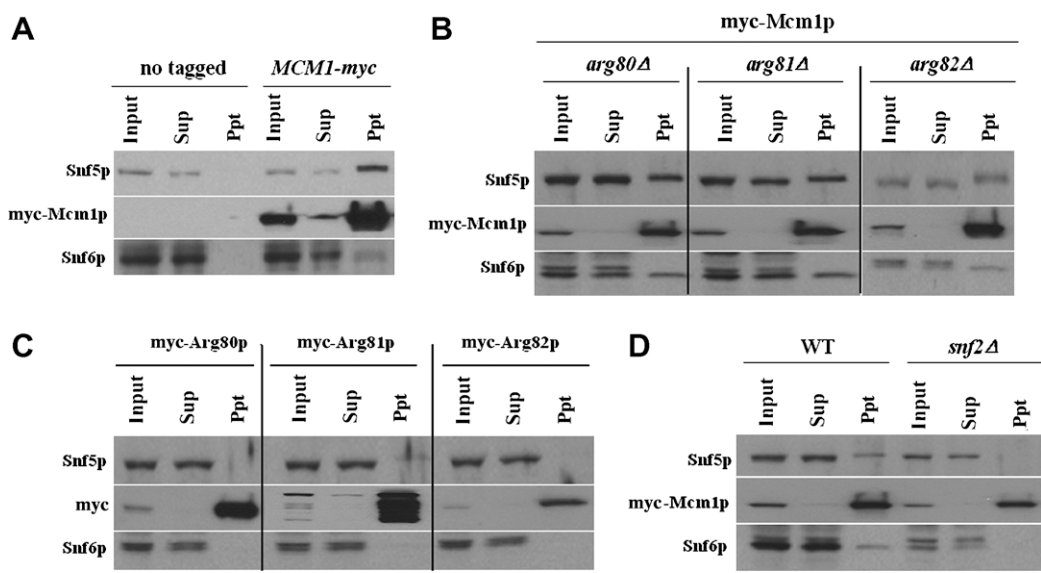 A
no tagged MCM1-myc
Input Sup Ppt Input Sup Ppt
Snf5p
myc-Mcm1p
Snf6p
B
myc-Mcm1p
arg80Δ arg81Δ arg82Δ
Input Sup Ppt Input Sup Ppt Input Sup Ppt
Snf5p
myc-Mcm1p
Snf6p
C
myc-Arg80p myc-Arg81p myc-Arg82p
Input Sup Ppt Input Sup Ppt Input Sup Ppt
Snf5p
myc
Snf6p
D
WT snf2Δ
Input Sup Ppt Input Sup Ppt
Snf5p
myc-Mcm1p
Snf6p